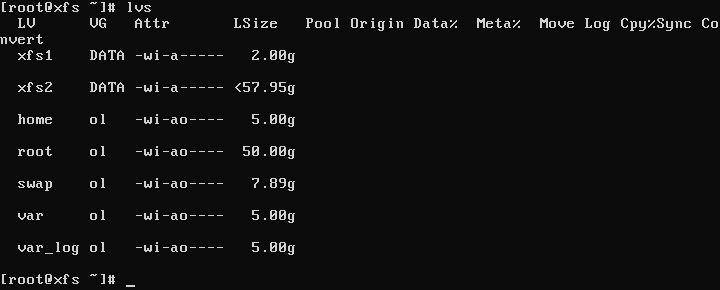 [root@xfs ~]# lvs
  LV      VG   Attr       LSize   Pool Origin Data%  Meta%  Move Log Cpy%Sync Co
nvert
  xfs1    DATA -wi-a-----   2.00g
  xfs2    DATA -wi-a----- <57.95g
  home    ol   -wi-ao----   5.00g
  root    ol   -wi-ao----  50.00g
  swap    ol   -wi-ao----   7.89g
  var     ol   -wi-ao----   5.00g
  var_log ol   -wi-ao----   5.00g
[root@xfs ~]# _